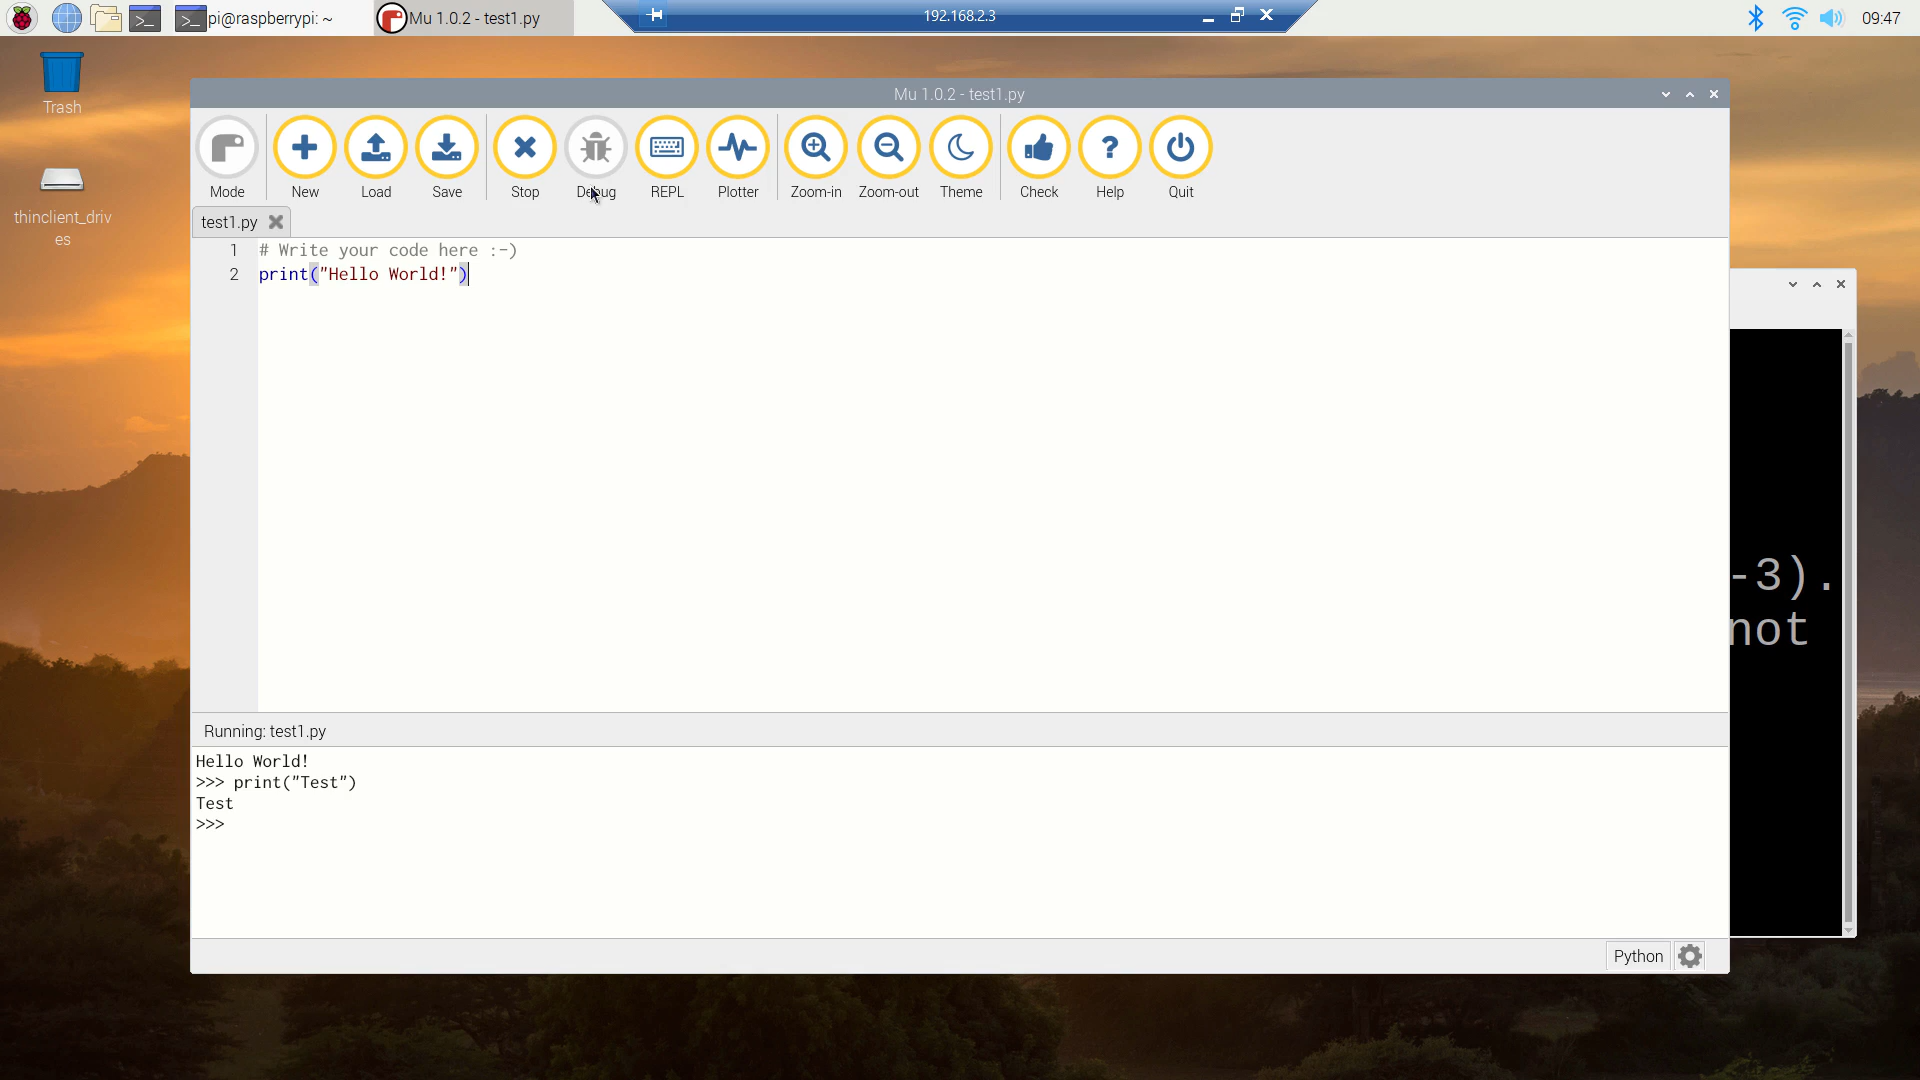 pi@raspberrypi: ~
Mu 1.0.2 - test1.py
192.168.2.3
09:47
Trash
thinclient_driv
es
Mu 1.0.2 - test1.py
Mode
New
Load
Save
Stop
Debug
REPL
Plotter
Zoom-in
Zoom-out
Theme
Check
Help
Quit
test1.py
1 # Write your code here :-)
2 print("Hello World!")
-3).
not
Running: test1.py
Hello World!
>>> print("Test")
Test
>>>
Python